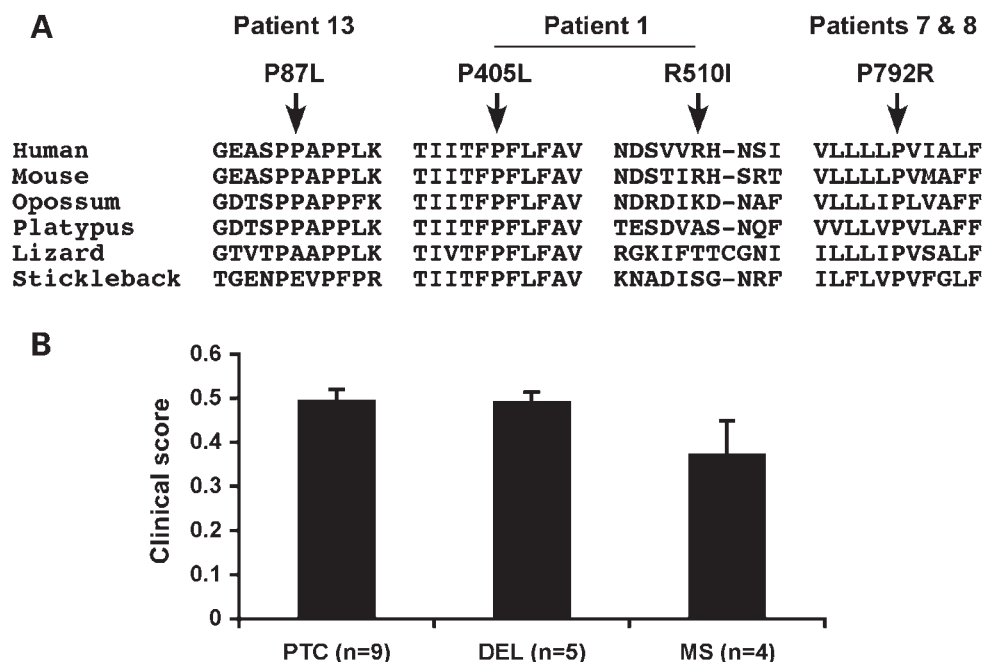 A
Patient 13 Patient 1 Patients 7 & 8
P87L P405L R510I P792R
Human GEASPPAPPLK TIITFPFLFAV NDSVVRH-NSI VLLLLPVIALF
Mouse GEASPPAPPLK TIITFPFLFAV NDSTIRH-SRT VLLLLPVMAFF
Opossum GDTSPPAPPFK TIITFPFLFAV NDRDIKD-NAF VLLLIPLVAFF
Platypus GDTSPPAPPLK TIITFPFLFAV TESDVAS-NQF VVLLVPVLAFF
Lizard GTVTPAAPPLK TIVTFPFLFAV RGKIFTTCGNI ILLLIPVSALF
Stickleback TGENPEVPFPR TIITFPFLFAV KNADISG-NRF ILFLVPVFGLF
B
Clinical score
0.6
0.5
0.4
0.3
0.2
0.1
0
PTC (n=9) DEL (n=5) MS (n=4)